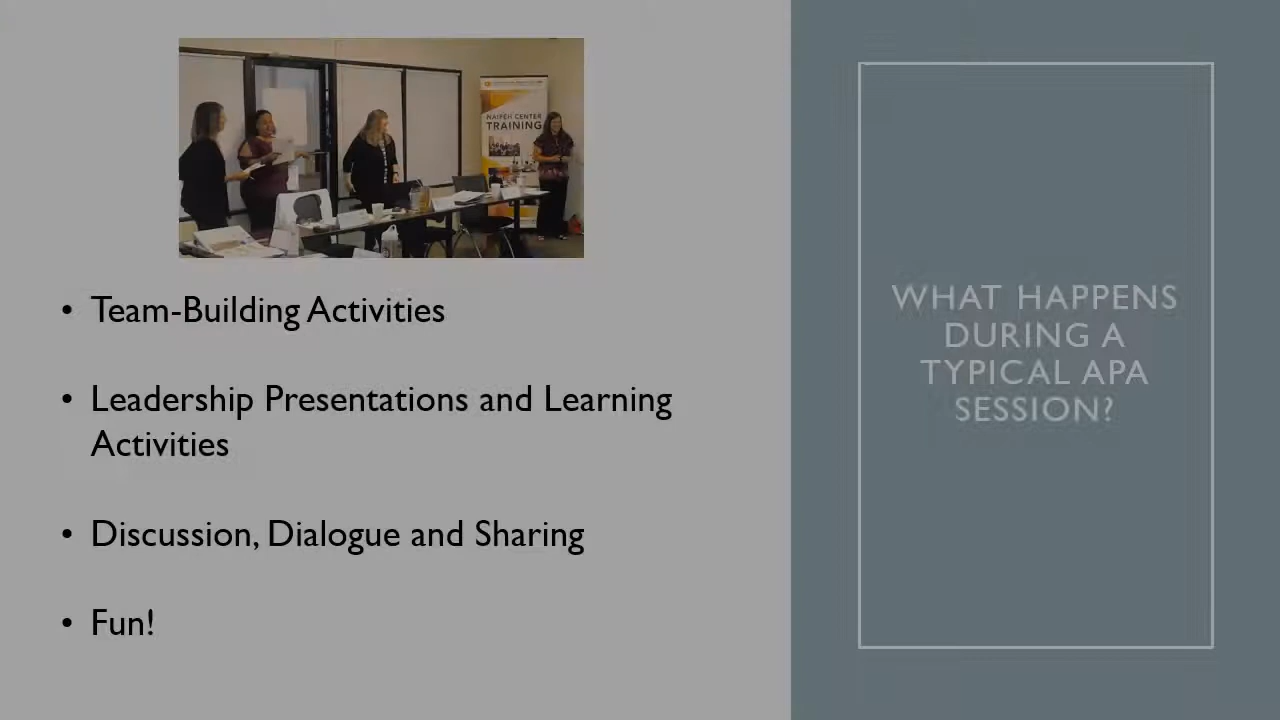 NAIPEH CENTER
TRAINING
• Team-Building Activities
• Leadership Presentations and Learning
Activities
• Discussion, Dialogue and Sharing
• Fun!
WHAT HAPPENS
DURING A
TYPICAL APA
SESSION?